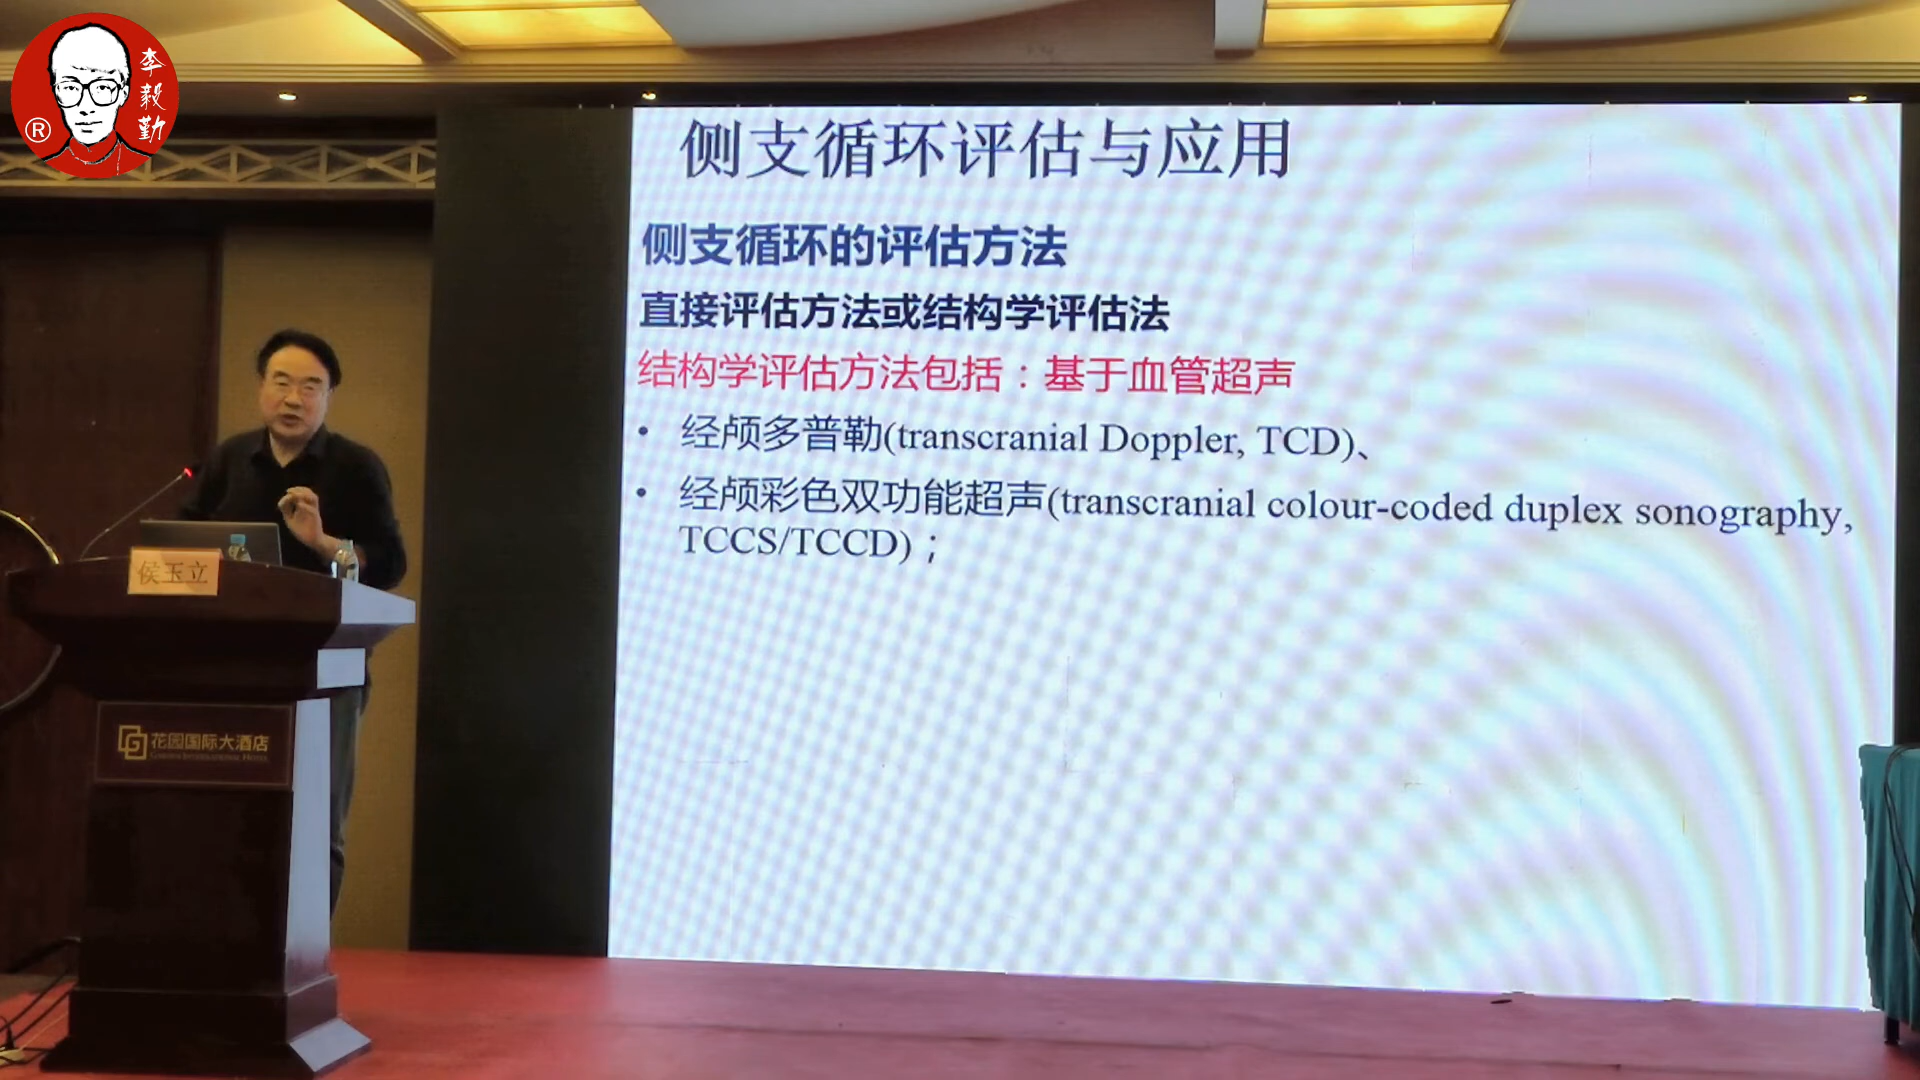 李毅勤
®
侧支循环评估与应用
侧支循环的评估方法
直接评估方法或结构学评估法
结构学评估方法包括：基于血管超声
• 经颅多普勒(transcranial Doppler, TCD)、
• 经颅彩色双功能超声(transcranial colour-coded duplex sonography,
TCCS/TCCD)；
侯玉立
花园国际大酒店
GARDEN INTERNATIONAL HOTEL